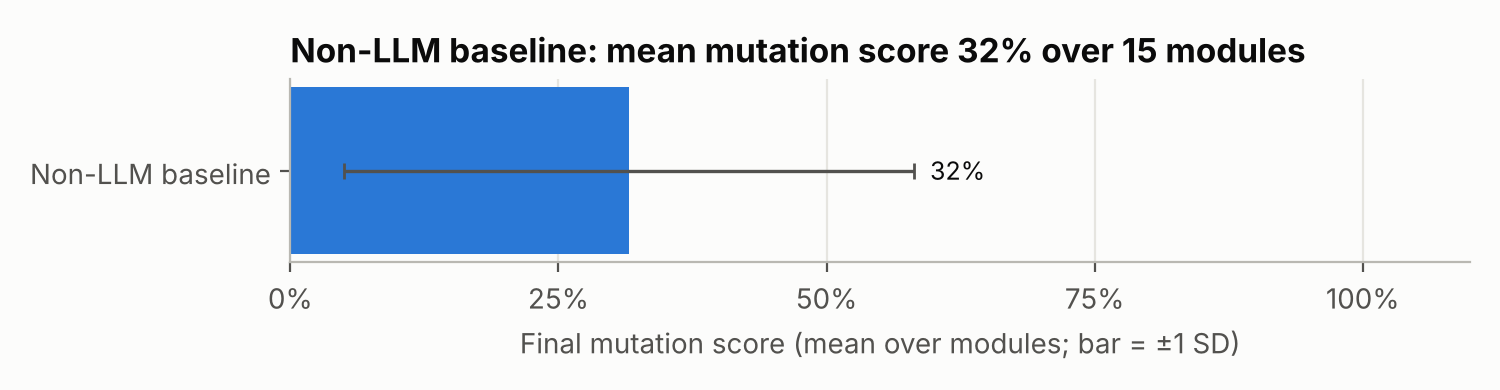 Non-LLM baseline: mean mutation score 32% over 15 modules
Non-LLM baseline
32%
0%
25%
50%
75%
100%
Final mutation score (mean over modules; bar = ±1 SD)